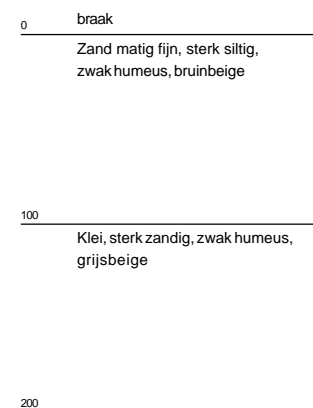 0 braak
Zand matig fijn, sterk siltig,
zwak humeus, bruinbeige
100
Klei, sterk zandig, zwak humeus,
grijsbeige
200